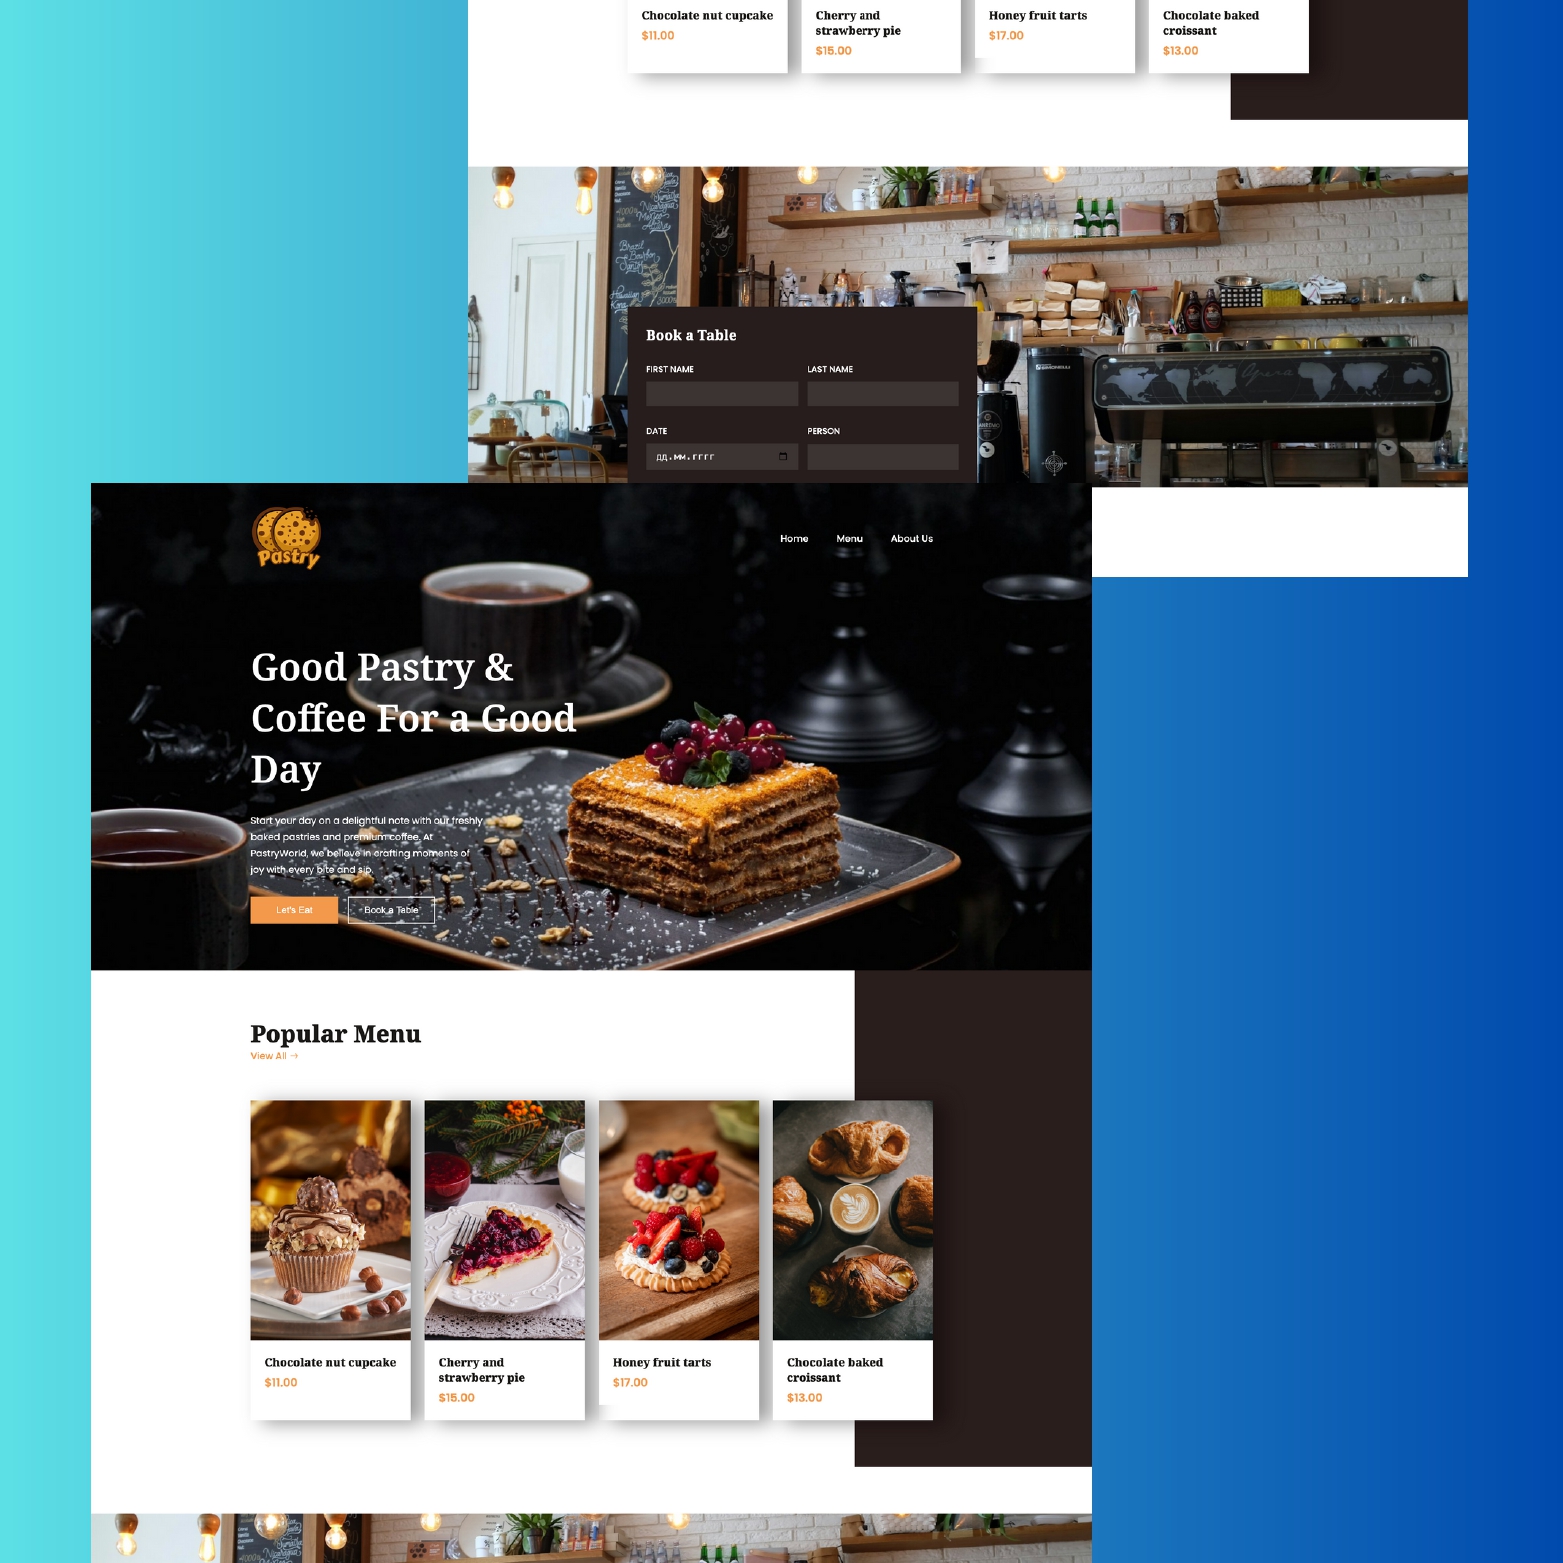 Chocolate nut cupcake
$11.00
Cherry and
strawberry pie
$15.00
Honey fruit tarts
$17.00
Chocolate baked
croissant
$13.00
Book a Table
FIRST NAME
LAST NAME
DATE
PERSON
ДД.ММ.ГГГГ
Pastry
Home Menu About Us
Good Pastry &
Coffee For a Good
Day
Start your day on a delightful note with our freshly
baked pastries and premium coffee. At
PastryWorld, we believe in crafting moments of
joy with every bite and sip.
Let's Eat
Book a Table
Popular Menu
View All →
Chocolate nut cupcake
$11.00
Cherry and
strawberry pie
$15.00
Honey fruit tarts
$17.00
Chocolate baked
croissant
$13.00